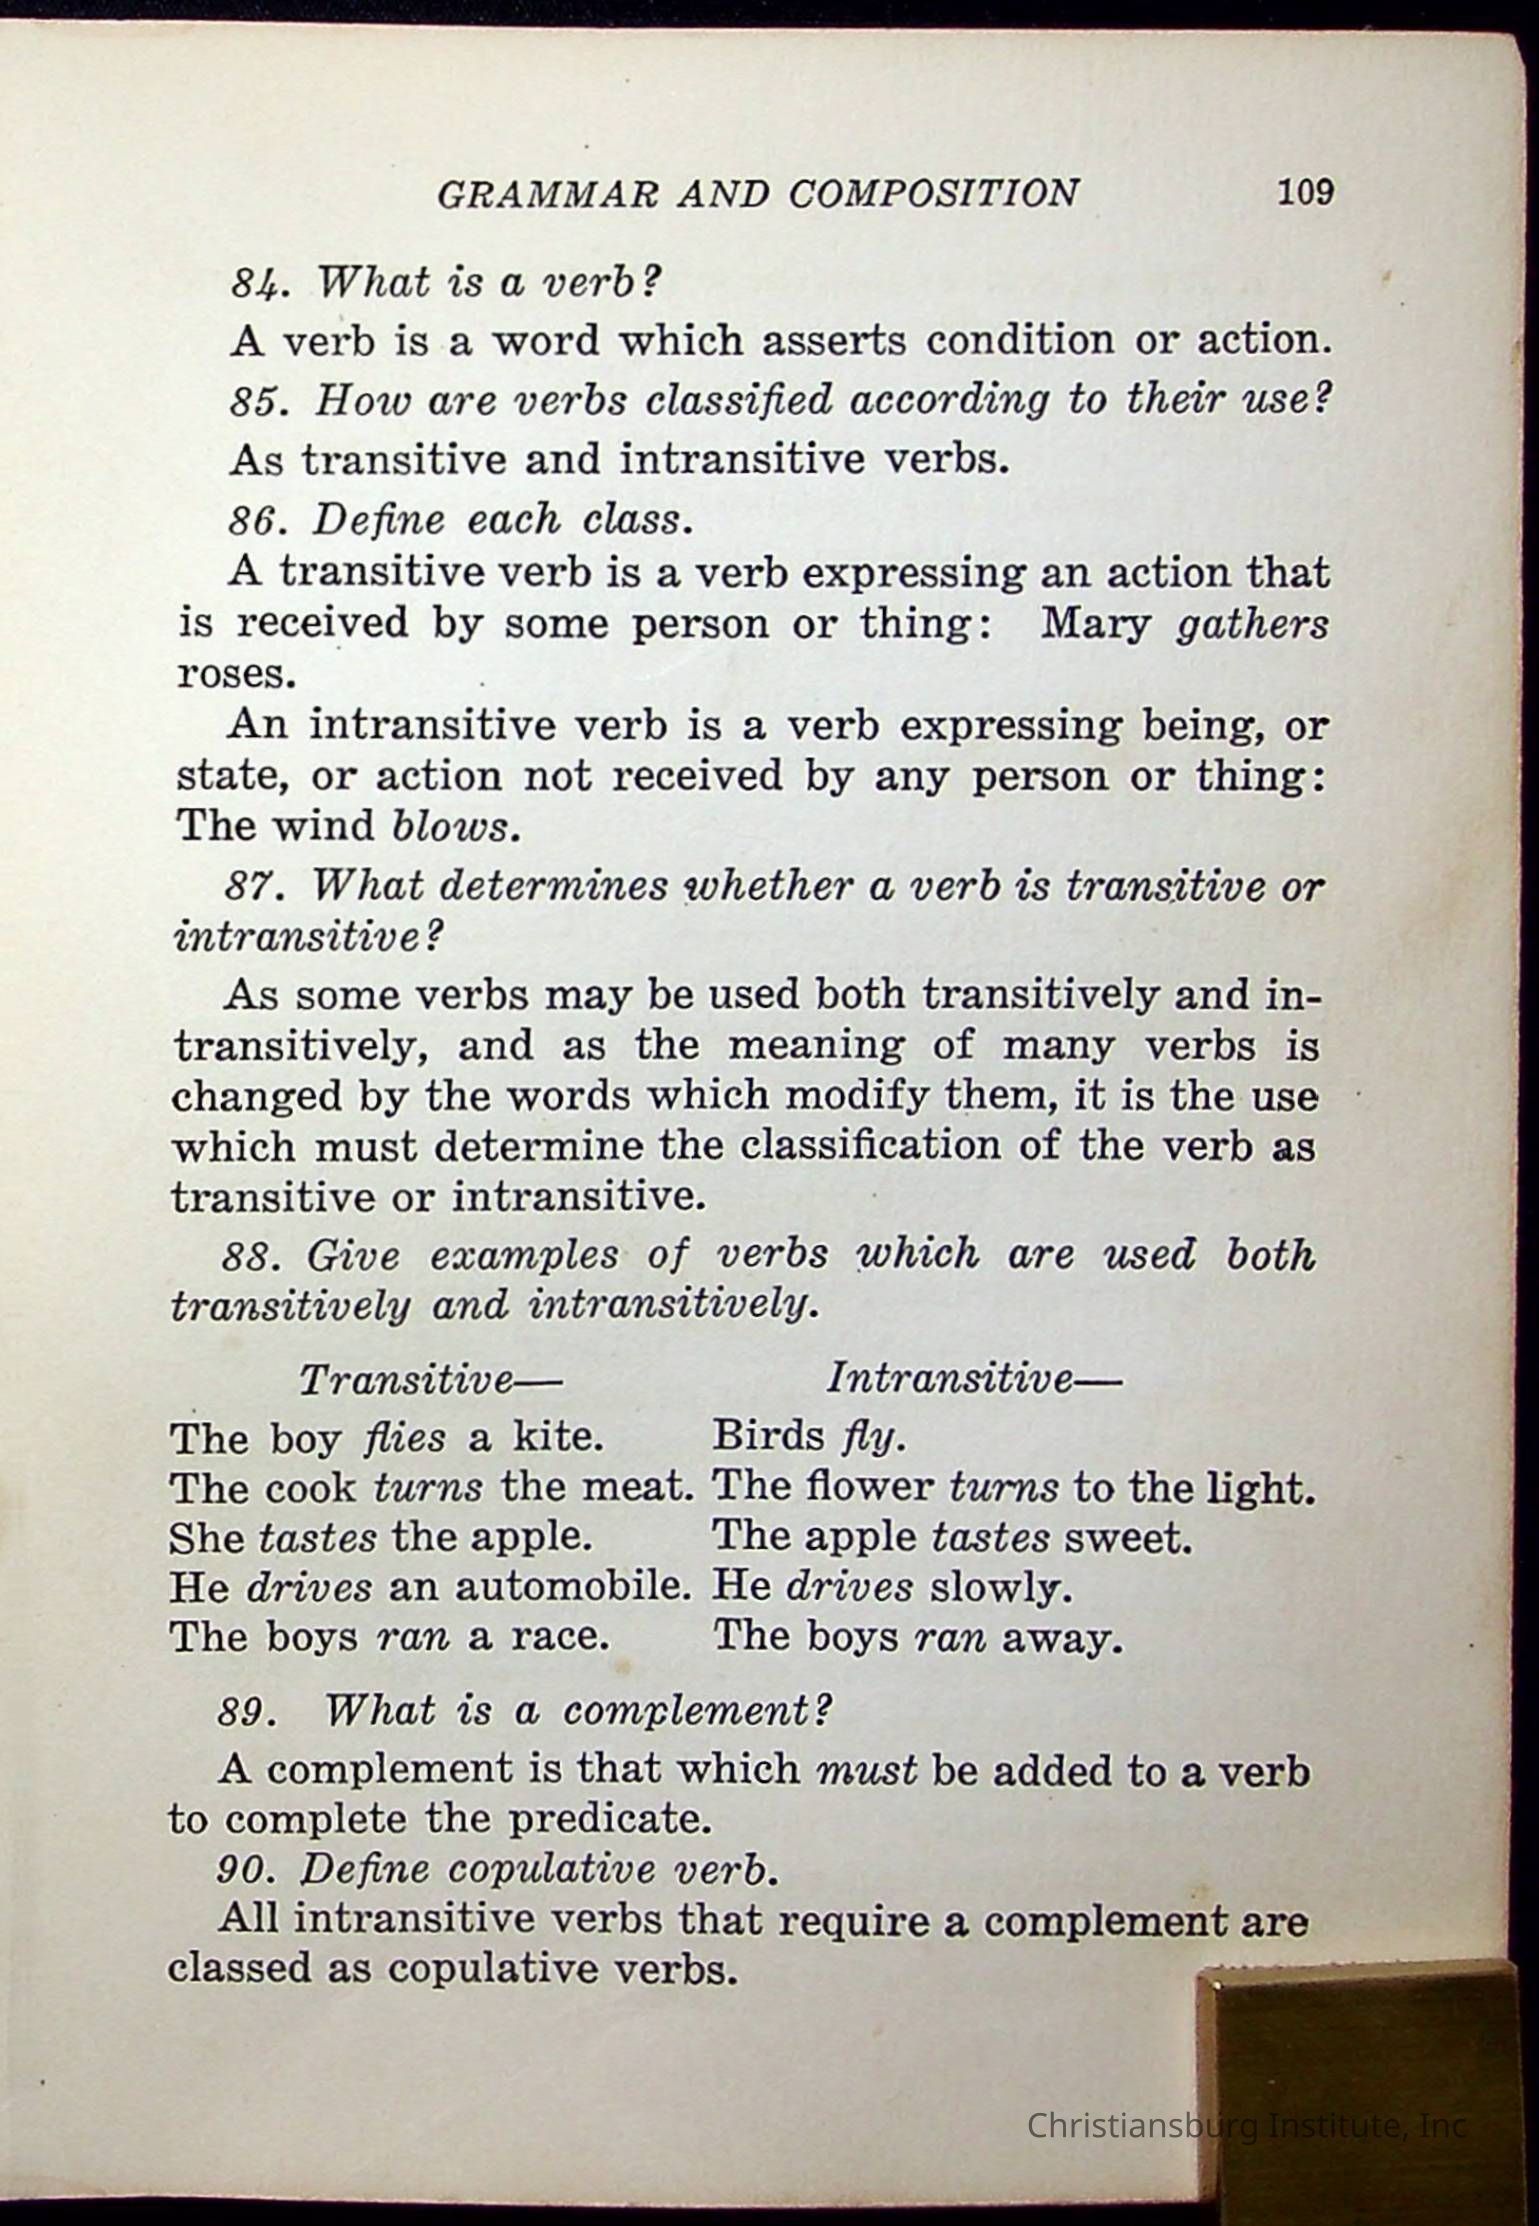 GRAMMAR AND COMPOSITION 109
84. What is a verb?
A verb is a word which asserts condition or action.
85. How are verbs classified according to their use?
As transitive and intransitive verbs.
86. Define each class.
A transitive verb is a verb expressing an action that
is received by some person or thing: Mary gathers
roses.
An intransitive verb is a verb expressing being, or
state, or action not received by any person or thing:
The wind blows.
87. What determines whether a verb is transitive or
intransitive?
As some verbs may be used both transitively and in-
transitively, and as the meaning of many verbs is
changed by the words which modify them, it is the use
which must determine the classification of the verb as
transitive or intransitive.
88. Give examples of verbs which are used both
transitively and intransitively.
Transitive— Intransitive—
The boy flies a kite. Birds fly.
The cook turns the meat. The flower turns to the light.
She tastes the apple. The apple tastes sweet.
He drives an automobile. He drives slowly.
The boys ran a race. The boys ran away.
89. What is a complement?
A complement is that which must be added to a verb
to complete the predicate.
90. Define copulative verb.
All intransitive verbs that require a complement are
classed as copulative verbs.
Christiansburg Institute, Inc